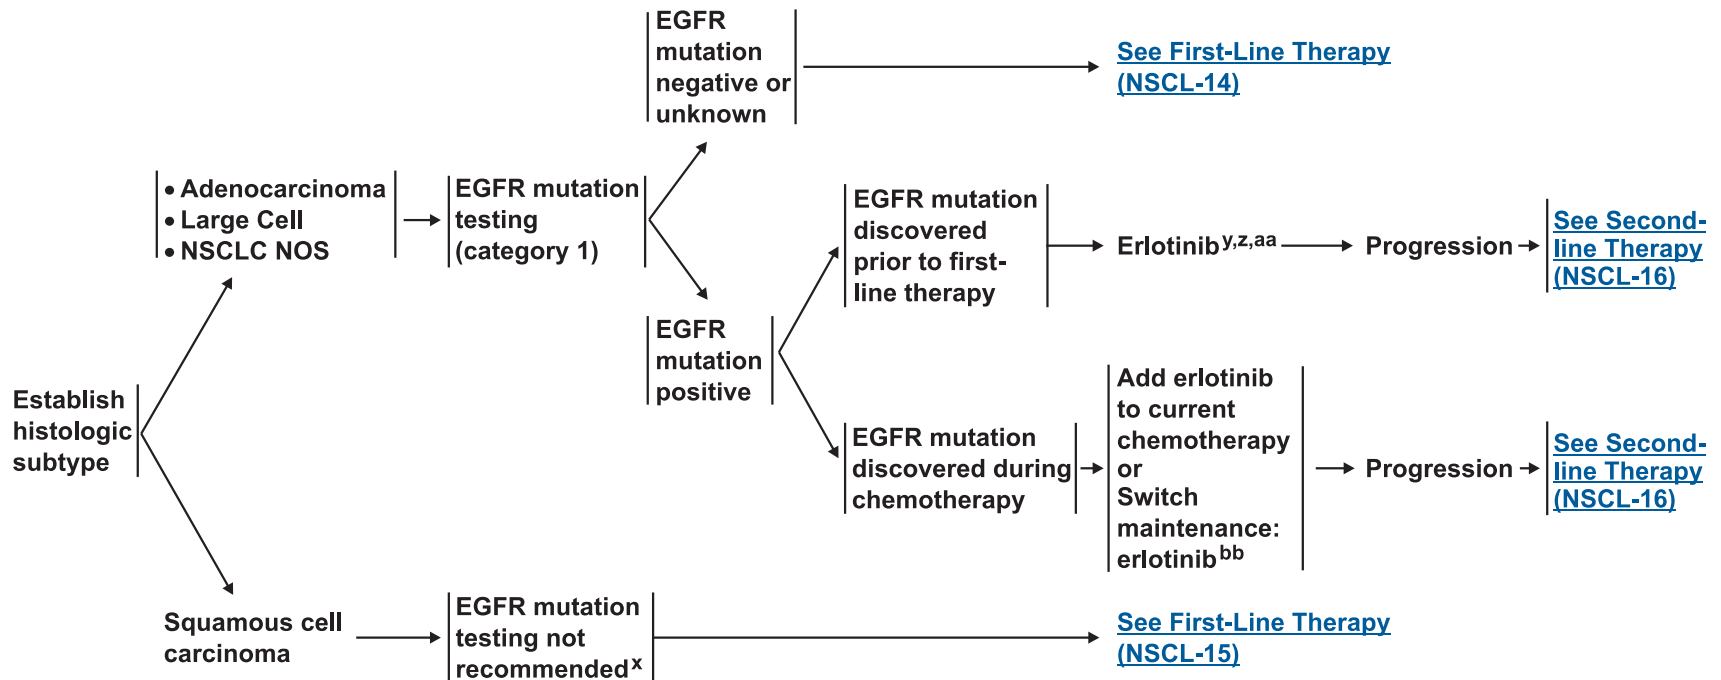 Establish
histologic
subtype
• Adenocarcinoma
• Large Cell
• NSCLC NOS
EGFR mutation
testing
(category 1)
EGFR
mutation
negative or
unknown
See First-Line Therapy
(NSCL-14)
EGFR
mutation
positive
EGFR mutation
discovered
prior to first-
line therapy
Erlotinib y,z,aa
Progression
See Second-
line Therapy
(NSCL-16)
EGFR mutation
discovered during
chemotherapy
Add erlotinib
to current
chemotherapy
or
Switch
maintenance:
erlotinib bb
Progression
See Second-
line Therapy
(NSCL-16)
Squamous cell
carcinoma
EGFR mutation
testing not
recommended x
See First-Line Therapy
(NSCL-15)